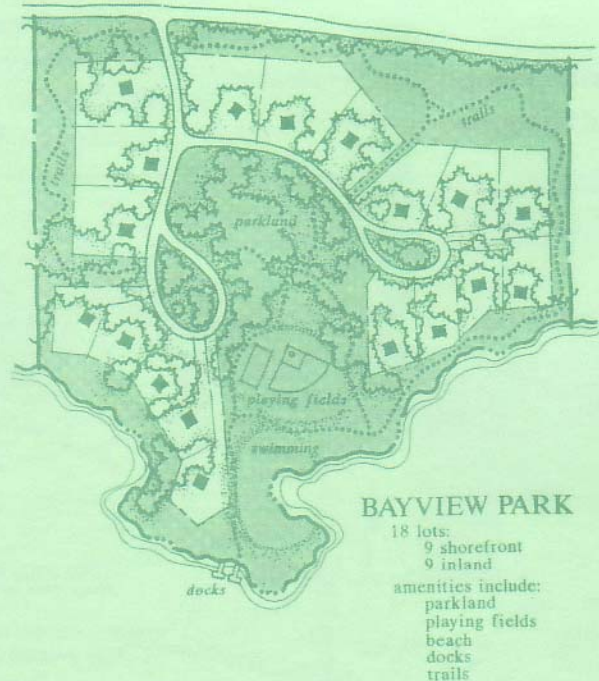 trails
trails
parkland
playing fields
swimming
docks
BAYVIEW PARK
18 lots:
9 shorefront
9 inland
amenities include:
parkland
playing fields
beach
docks
trails